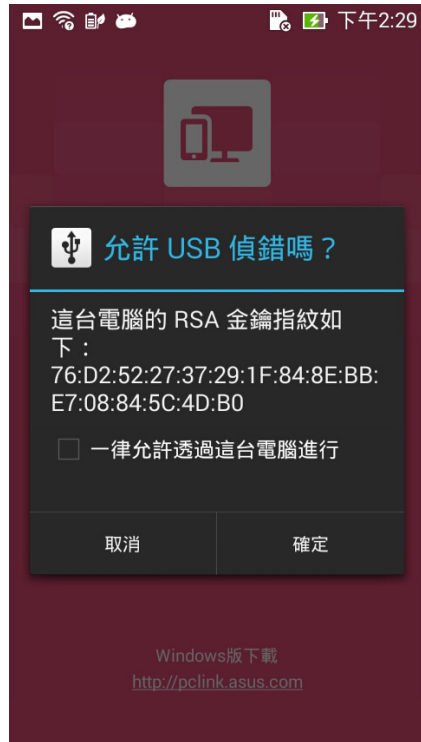 下午2:29
允許 USB 偵錯嗎？
這台電腦的 RSA 金鑰指紋如
下：
76:D2:52:27:37:29:1F:84:8E:BB:
E7:08:84:5C:4D:B0
一律允許透過這台電腦進行
取消
確定
Windows版下載
http://pclink.asus.com